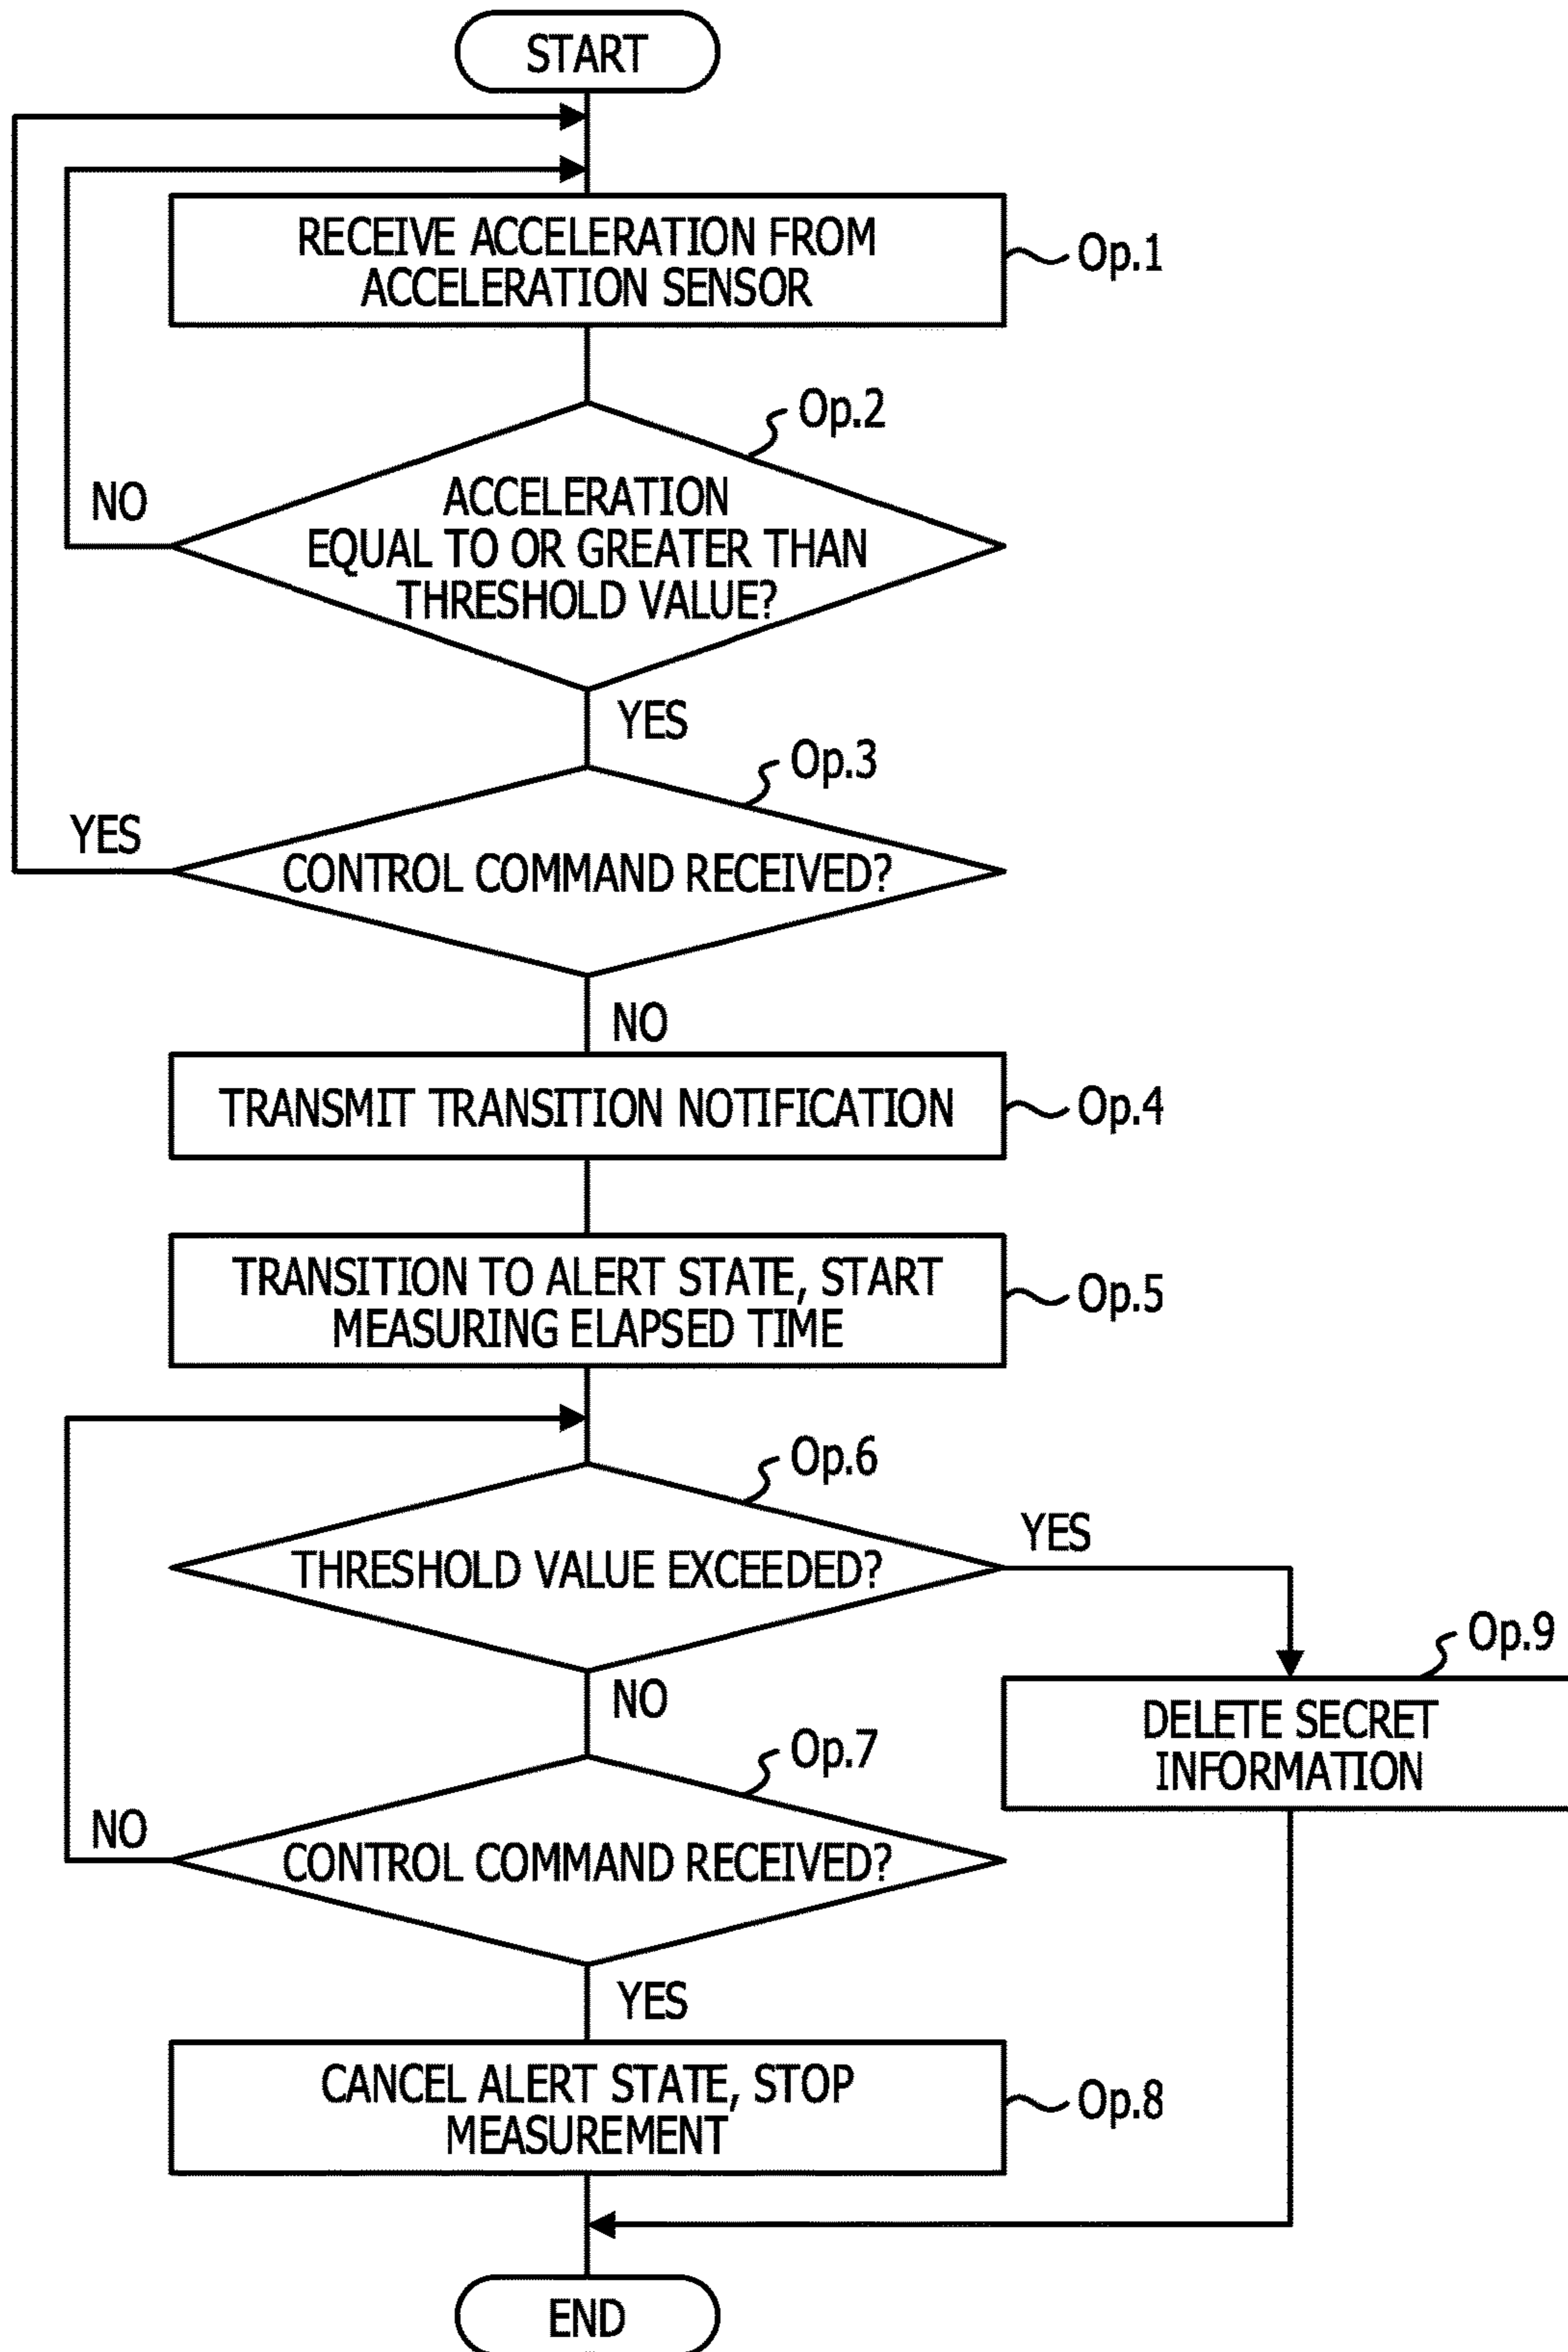 START
RECEIVE ACCELERATION FROM
ACCELERATION SENSOR
Op.1
Op.2
ACCELERATION
EQUAL TO OR GREATER THAN
THRESHOLD VALUE?
NO
YES
Op.3
CONTROL COMMAND RECEIVED?
YES
NO
TRANSMIT TRANSITION NOTIFICATION
Op.4
TRANSITION TO ALERT STATE, START
MEASURING ELAPSED TIME
Op.5
Op.6
THRESHOLD VALUE EXCEEDED?
YES
NO
Op.9
DELETE SECRET
INFORMATION
Op.7
CONTROL COMMAND RECEIVED?
NO
YES
CANCEL ALERT STATE, STOP
MEASUREMENT
Op.8
END